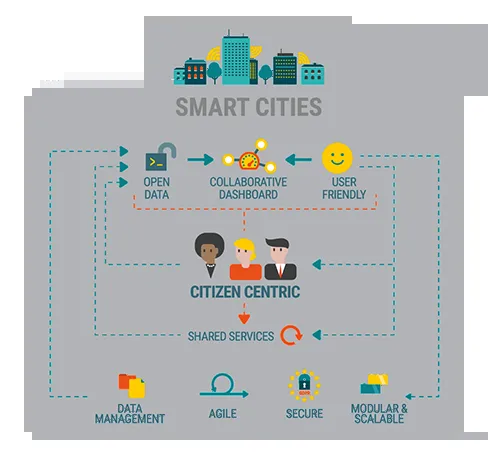 SMART CITIES
OPEN
DATA
COLLABORATIVE
DASHBOARD
USER
FRIENDLY
CITIZEN CENTRIC
SHARED SERVICES
DATA
MANAGEMENT
AGILE
SECURE
MODULAR &
SCALABLE